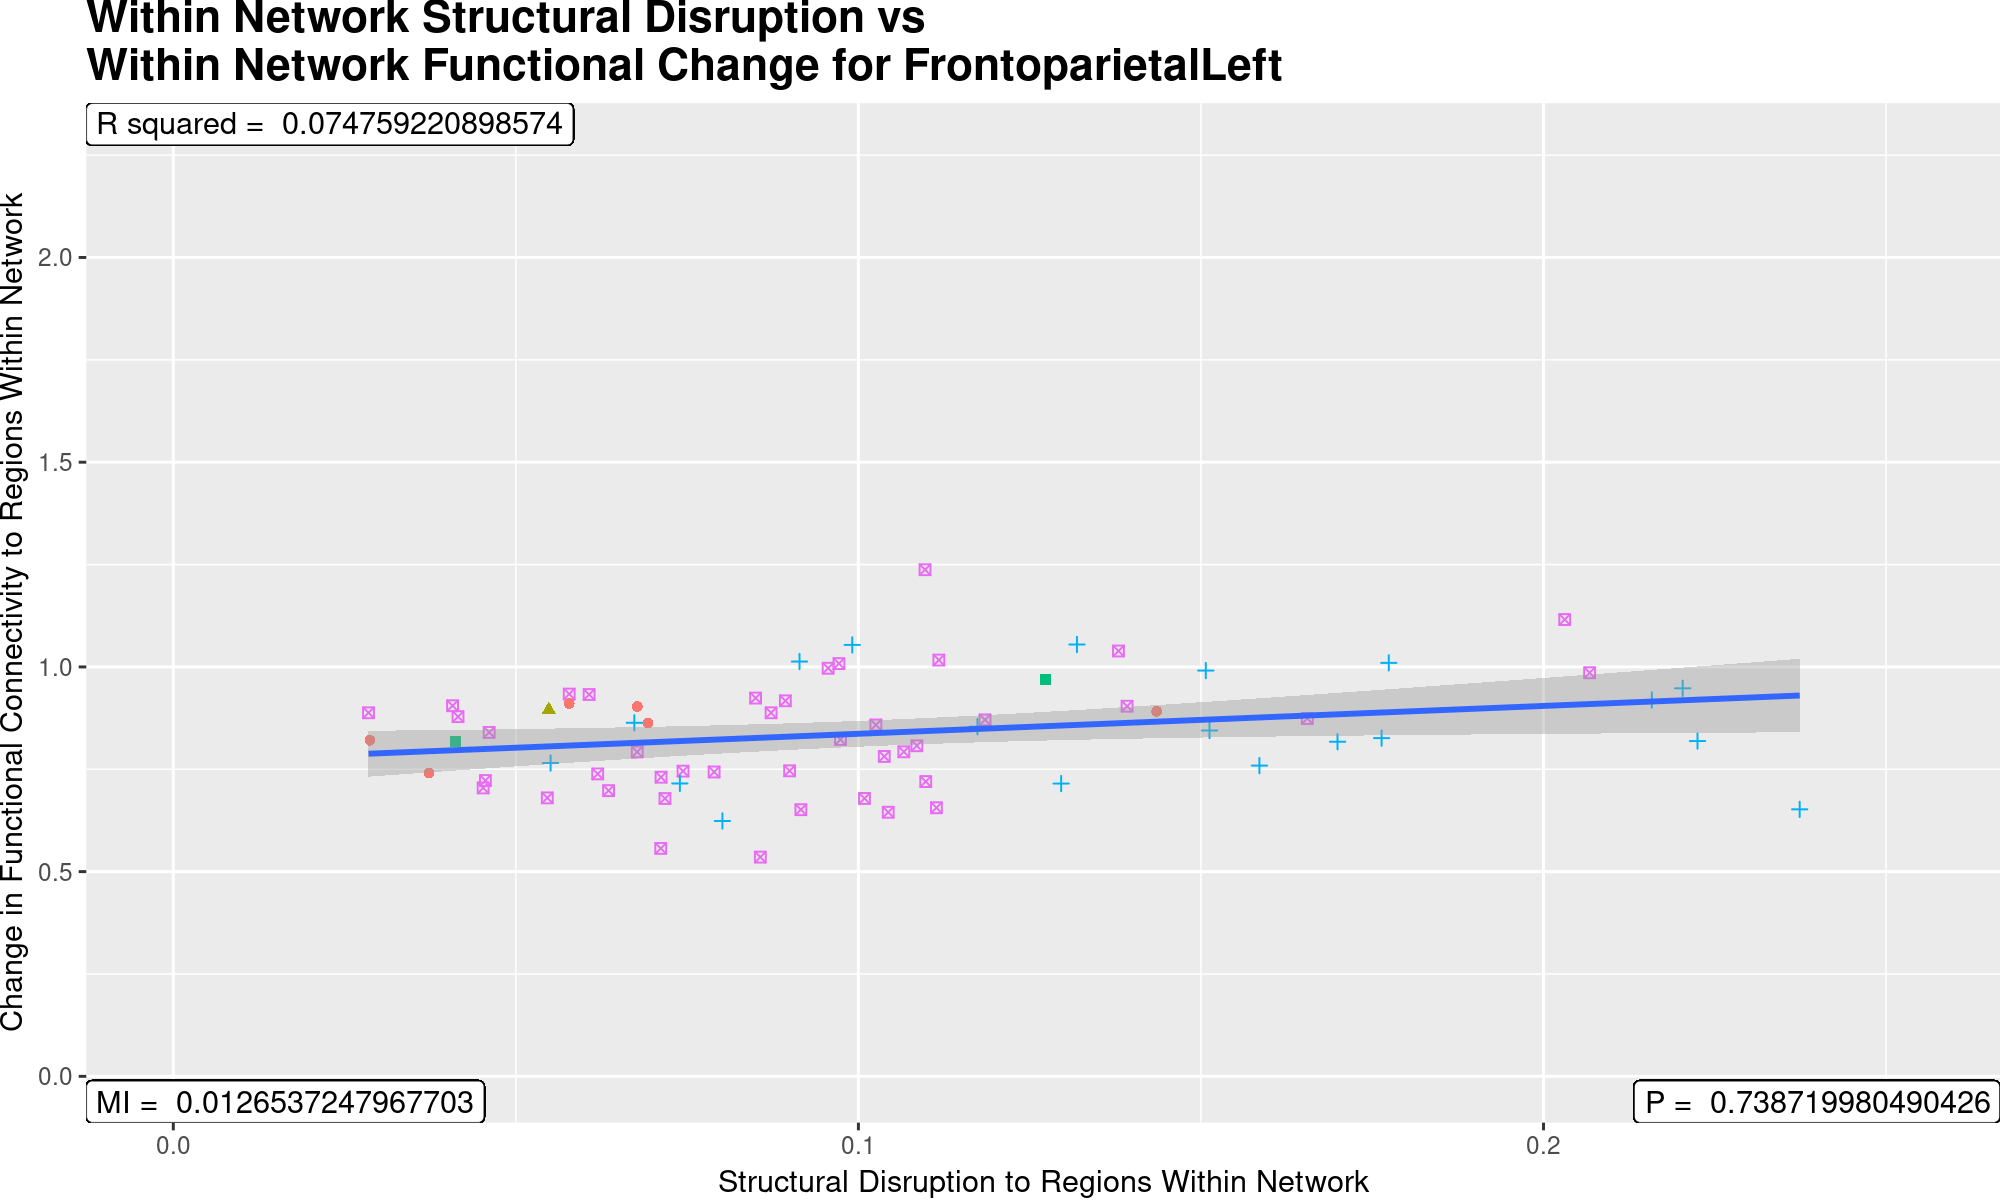 Within Network Structural Disruption vs
Within Network Functional Change for FrontoparietalLeft
R squared =  0.074759220898574
Change in Functional Connectivity to Regions Within Network
2.0
1.5
1.0
0.5
0.0
MI =  0.0126537247967703
P =  0.738719980490426
0.0
0.1
0.2
Structural Disruption to Regions Within Network